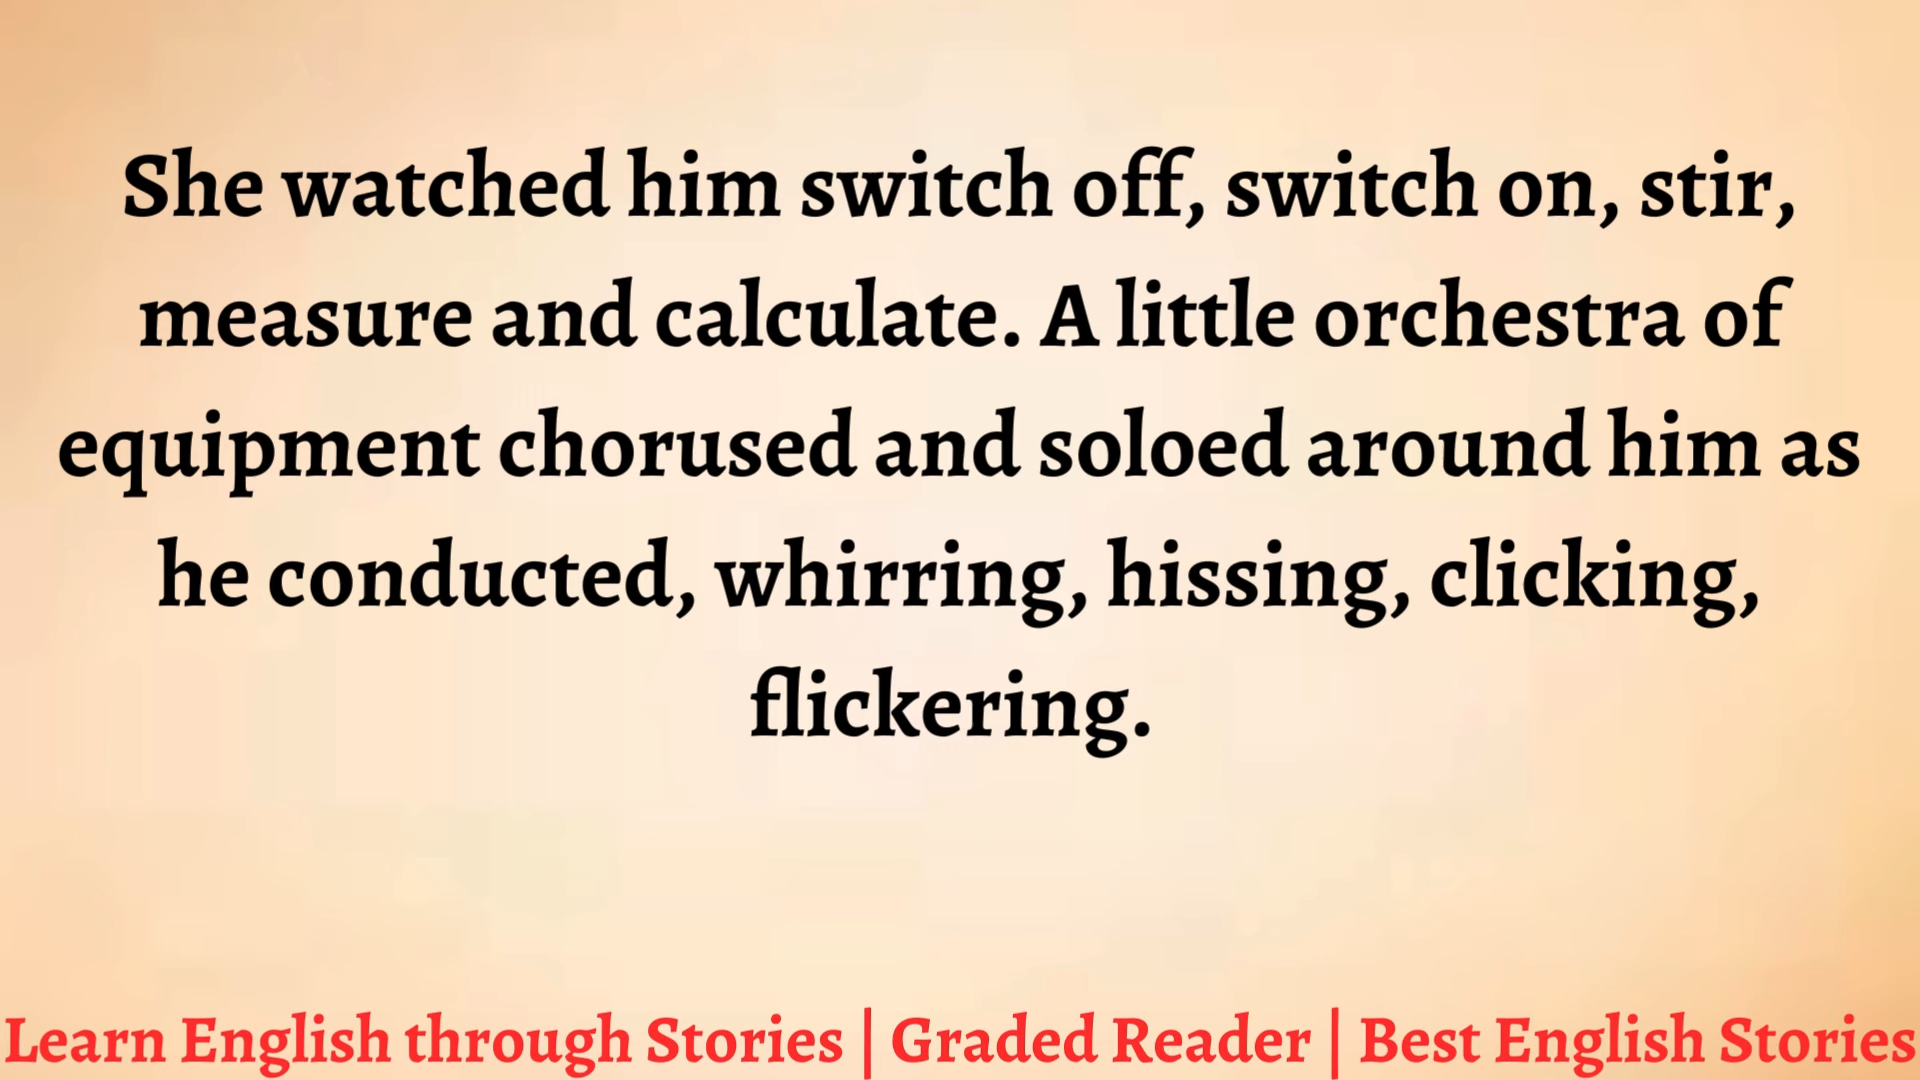 She watched him switch off, switch on, stir,
measure and calculate. A little orchestra of
equipment chorused and soloed around him as
he conducted, whirring, hissing, clicking,
flickering.
Learn English through Stories | Graded Reader | Best English Stories